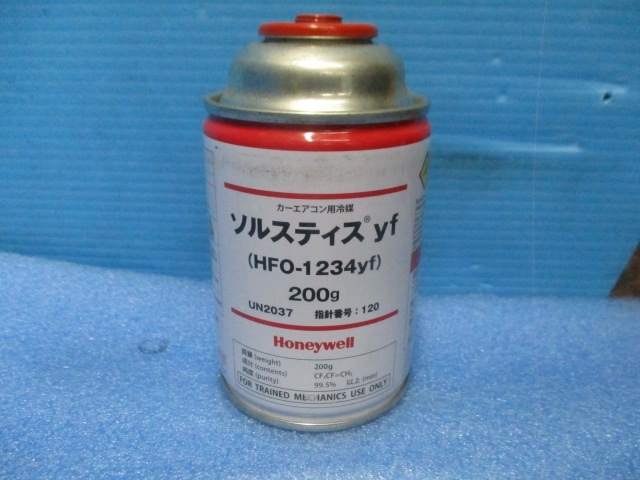 カーエアコン用冷媒
ソルスティス® yf
(HFO-1234yf)
200g
UN2037 指針番号：120
Honeywell
質量 (weight) 200g
成分 (contents) CF₃CF=CH₂
純度 (purity) 99.5% 以上 (min)
FOR TRAINED MECHANICS USE ONLY